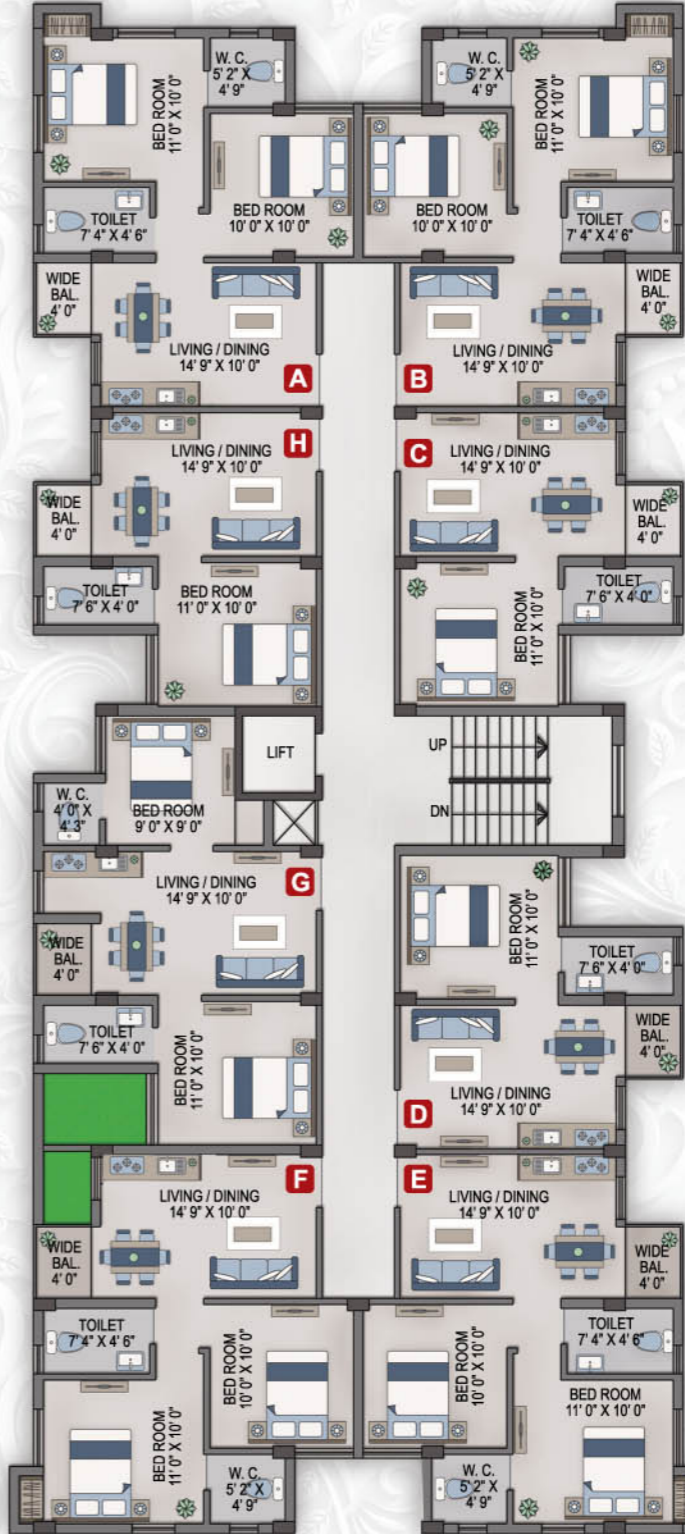 W. C.
5' 2" X
4' 9"
BED ROOM
11' 0" X 10' 0"
BED ROOM
10' 0" X 10' 0"
TOILET
7' 4" X 4' 6"
WIDE
BAL.
4' 0"
LIVING / DINING
14' 9" X 10' 0"
A
W. C.
5' 2" X
4' 9"
BED ROOM
11' 0" X 10' 0"
BED ROOM
10' 0" X 10' 0"
TOILET
7' 4" X 4' 6"
WIDE
BAL.
4' 0"
LIVING / DINING
14' 9" X 10' 0"
B
LIVING / DINING
14' 9" X 10' 0"
H
WIDE
BAL.
4' 0"
TOILET
7' 6" X 4' 0"
BED ROOM
11' 0" X 10' 0"
LIVING / DINING
14' 9" X 10' 0"
C
WIDE
BAL.
4' 0"
TOILET
7' 6" X 4' 0"
BED ROOM
11' 0" X 10' 0"
LIFT
UP
DN
W. C.
4' 0" X
4' 3"
BED ROOM
9' 0" X 9' 0"
LIVING / DINING
14' 9" X 10' 0"
G
WIDE
BAL.
4' 0"
TOILET
7' 6" X 4' 0"
BED ROOM
11' 0" X 10' 0"
BED ROOM
11' 0" X 10' 0"
TOILET
7' 6" X 4' 0"
WIDE
BAL.
4' 0"
LIVING / DINING
14' 9" X 10' 0"
D
F
LIVING / DINING
14' 9" X 10' 0"
WIDE
BAL.
4' 0"
TOILET
7' 4" X 4' 6"
BED ROOM
10' 0" X 10' 0"
BED ROOM
11' 0" X 10' 0"
W. C.
5' 2" X
4' 9"
E
LIVING / DINING
14' 9" X 10' 0"
WIDE
BAL.
4' 0"
TOILET
7' 4" X 4' 6"
BED ROOM
10' 0" X 10' 0"
BED ROOM
11' 0" X 10' 0"
W. C.
5' 2" X
4' 9"